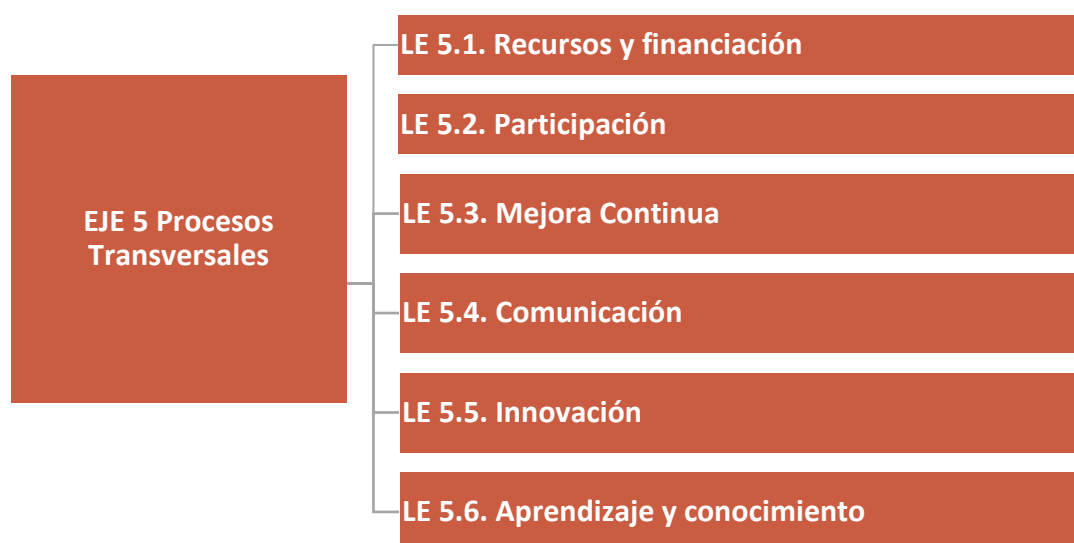 LE 5.1. Recursos y financiación
LE 5.2. Participación
EJE 5 Procesos
Transversales
LE 5.3. Mejora Continua
LE 5.4. Comunicación
LE 5.5. Innovación
LE 5.6. Aprendizaje y conocimiento